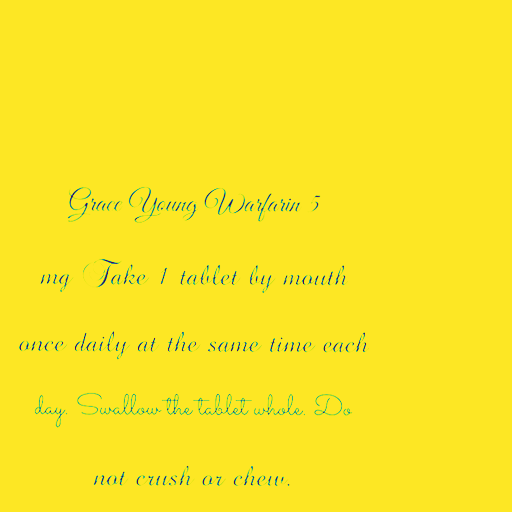 Grace Young Warfarin 5
mg Take 1 tablet by mouth
once daily at the same time each
day. Swallow the tablet whole. Do
not crush or chew.